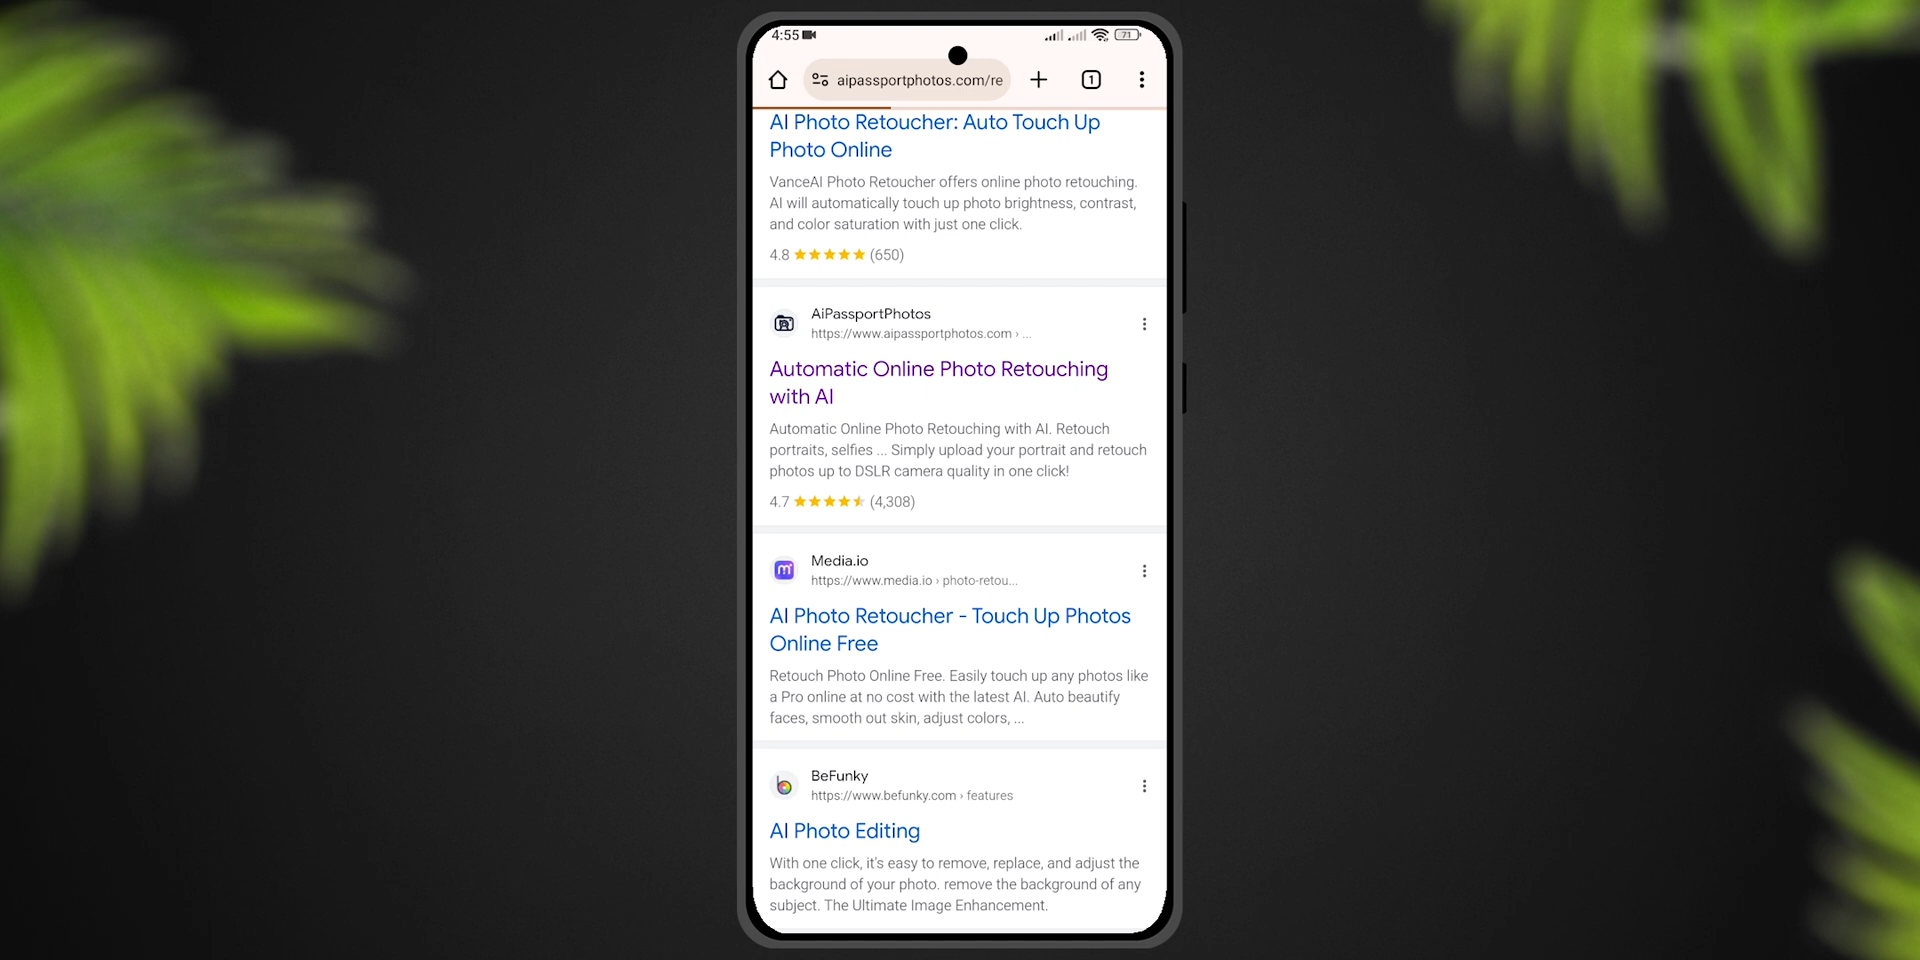 4:55
71
aipassportphotos.com/re
1
AI Photo Retoucher: Auto Touch Up
Photo Online
VanceAI Photo Retoucher offers online photo retouching.
AI will automatically touch up photo brightness, contrast,
and color saturation with just one click.
4.8 ★★★★★ (650)
AiPassportPhotos
https://www.aipassportphotos.com › ...
Automatic Online Photo Retouching
with AI
Automatic Online Photo Retouching with AI. Retouch
portraits, selfies ... Simply upload your portrait and retouch
photos up to DSLR camera quality in one click!
4.7 (4,308)
Media.io
https://www.media.io › photo-retou...
AI Photo Retoucher - Touch Up Photos
Online Free
Retouch Photo Online Free. Easily touch up any photos like
a Pro online at no cost with the latest AI. Auto beautify
faces, smooth out skin, adjust colors, ...
BeFunky
https://www.befunky.com › features
AI Photo Editing
With one click, it's easy to remove, replace, and adjust the
background of your photo. remove the background of any
subject. The Ultimate Image Enhancement.